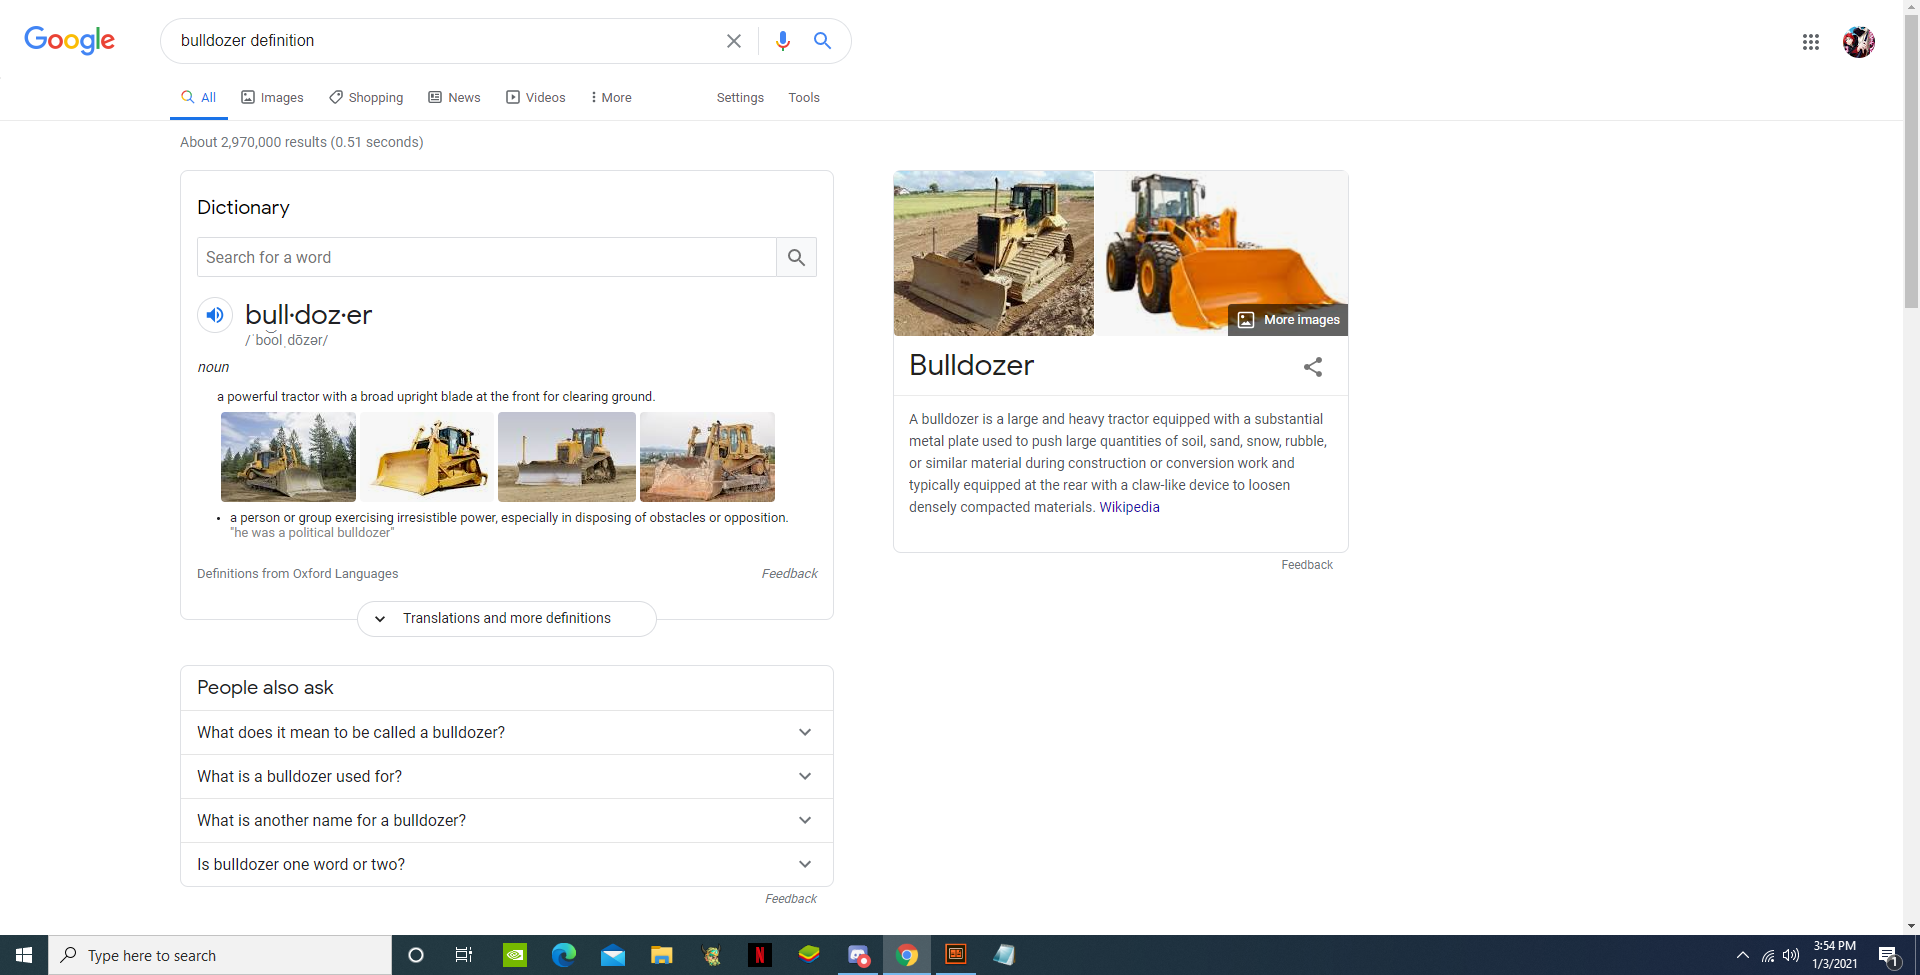 Google
bulldozer definition
All
Images
Shopping
News
Videos
More
Settings
Tools
About 2,970,000 results (0.51 seconds)
Dictionary
Search for a word
bull·doz·er
/ˈbo͝olˌdōzər/
noun
a powerful tractor with a broad upright blade at the front for clearing ground.
• a person or group exercising irresistible power, especially in disposing of obstacles or opposition.
"he was a political bulldozer"
Definitions from Oxford Languages
Feedback
Translations and more definitions
People also ask
What does it mean to be called a bulldozer?
What is a bulldozer used for?
What is another name for a bulldozer?
Is bulldozer one word or two?
Feedback
More images
Bulldozer
A bulldozer is a large and heavy tractor equipped with a substantial
metal plate used to push large quantities of soil, sand, snow, rubble,
or similar material during construction or conversion work and
typically equipped at the rear with a claw-like device to loosen
densely compacted materials. Wikipedia
Feedback
Type here to search
N
3:54 PM
1/3/2021
1